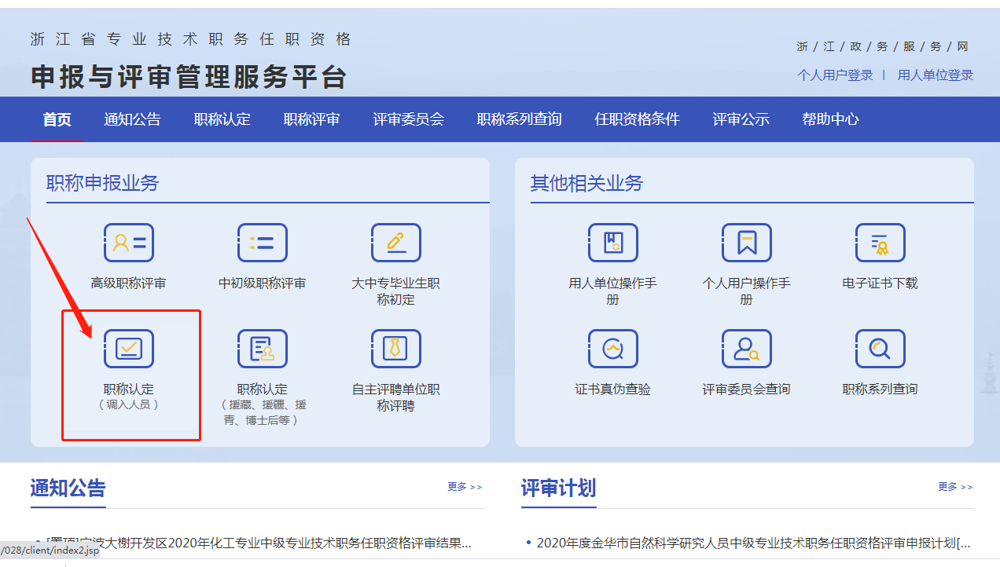 浙江省专业技术职务任职资格
申报与评审管理服务平台
浙/江/政/务/服/务/网
个人用户登录 | 用人单位登录
首页 通知公告 职称认定 职称评审 评审委员会 职称系列查询 任职资格条件 评审公示 帮助中心
职称申报业务
高级职称评审 中初级职称评审 大中专毕业生职
称初定
职称认定 职称认定 自主评聘单位职
(调入人员) (援藏、援疆、援 称评聘
青、博士后等)
其他相关业务
用人单位操作手 个人用户操作手 电子证书下载
册 册
证书真伪查验 评审委员会查询 职称系列查询
通知公告 更多 >>
[置顶]宁波大榭开发区2020年化工专业中级专业技术职务任职资格评审结果...
评审计划 更多 >>
2020年度金华市自然科学研究人员中级专业技术职务任职资格评审申报计划[...
/028/client/index2.jsp